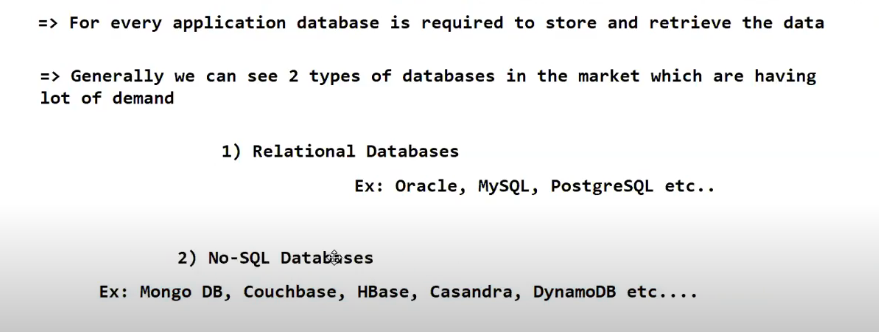 => For every application database is required to store and retrieve the data
=> Generally we can see 2 types of databases in the market which are having
lot of demand
1) Relational Databases
Ex: Oracle, MySQL, PostgreSQL etc..
2) No-SQL Databases
Ex: Mongo DB, Couchbase, HBase, Casandra, DynamoDB etc....